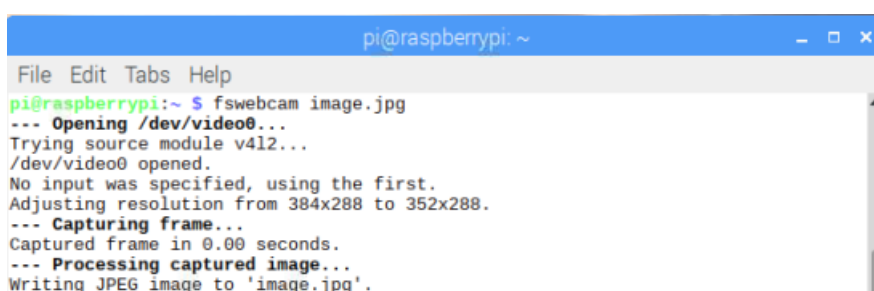 pi@raspberrypi: ~
File Edit Tabs Help
pi@raspberrypi:~ $ fswebcam image.jpg
--- Opening /dev/video0...
Trying source module v4l2...
/dev/video0 opened.
No input was specified, using the first.
Adjusting resolution from 384x288 to 352x288.
--- Capturing frame...
Captured frame in 0.00 seconds.
--- Processing captured image...
Writing JPEG image to 'image.jpg'.